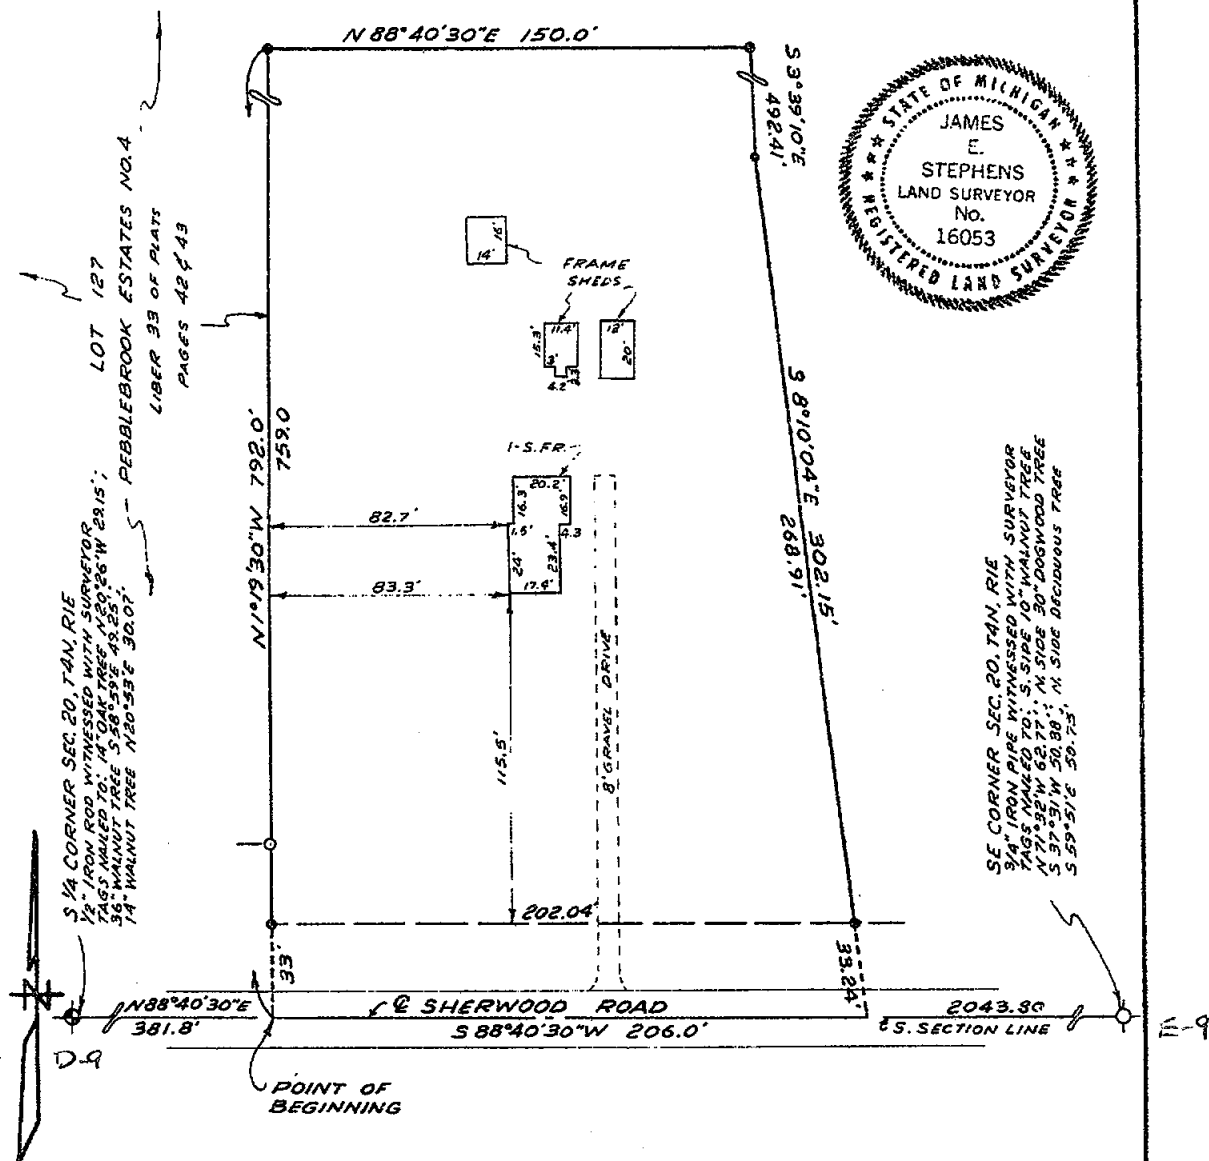 N 88°40'30"E 150.0'
S 3°39'10"E
492.41'
STATE OF MICHIGAN
REGISTERED LAND SURVEYOR
JAMES
E.
STEPHENS
LAND SURVEYOR
No.
16053
LOT 127
PEBBLEBROOK ESTATES NO. 4
LIBER 33 OF PLATS
PAGES 42 & 43
16'
14'
FRAME
SHEDS
11.4'
15.3'
3'
4.2'
12'
20'
N 1°19'30"W 792.0'
759.0
S 8°10'04"E 302.15'
268.91'
1-S.FR.
20.2'
16.3'
16.9'
1.5'
4.3
24'
23.4'
17.4'
82.7'
83.3'
115.5'
8' GRAVEL DRIVE
S 1/4 CORNER SEC. 20, T4N, R1E
1/2" IRON ROD WITNESSED WITH SURVEYOR
TAGS NAILED TO: 14" OAK TREE N 20°26'W 29.15';
36" WALNUT TREE S 58°59'E 49.25';
14" WALNUT TREE N 20°53'E 30.07'
SE CORNER SEC. 20, T4N, R1E
3/4" IRON PIPE WITNESSED WITH SURVEYOR
TAGS NAILED TO: S. SIDE 10" WALNUT TREE
N 71°32'W 62.77'; N. SIDE 30" DOGWOOD TREE
S 37°31'W 50.88'; N. SIDE DECIDUOUS TREE
S 59°51'E 50.75'
202.04'
33'
33.24'
N
N88°40'30"E
381.8'
℄ SHERWOOD ROAD
S 88°40'30"W 206.0'
2043.80
S. SECTION LINE
D-9
E-9
POINT OF
BEGINNING